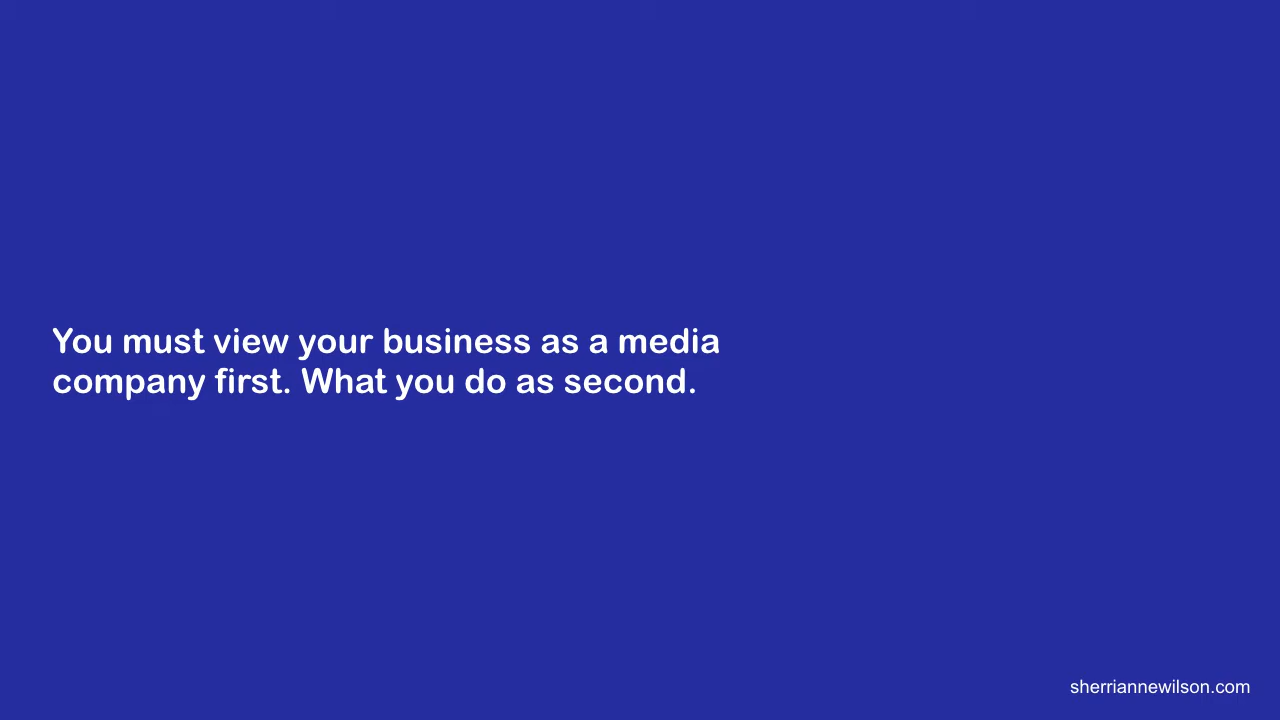 You must view your business as a media
company first. What you do as second.
sherriannewilson.com